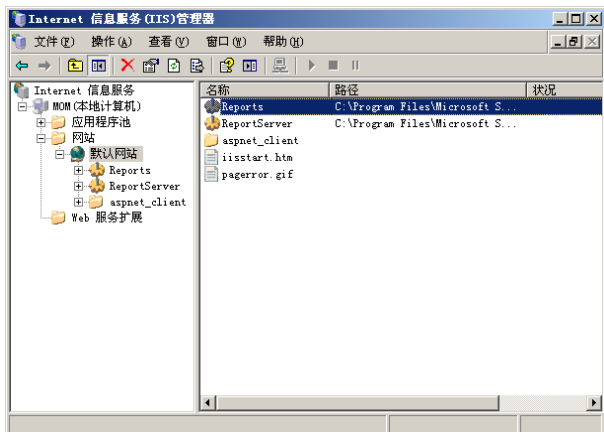 Internet 信息服务(IIS)管理器
文件(F) 操作(A) 查看(V) 窗口(W) 帮助(H)
Internet 信息服务
MOM(本地计算机)
应用程序池
网站
默认网站
Reports
ReportServer
aspnet_client
Web 服务扩展
名称 路径 状况
Reports C:\Program Files\Microsoft S...
ReportServer C:\Program Files\Microsoft S...
aspnet_client
iisstart.htm
pagerror.gif